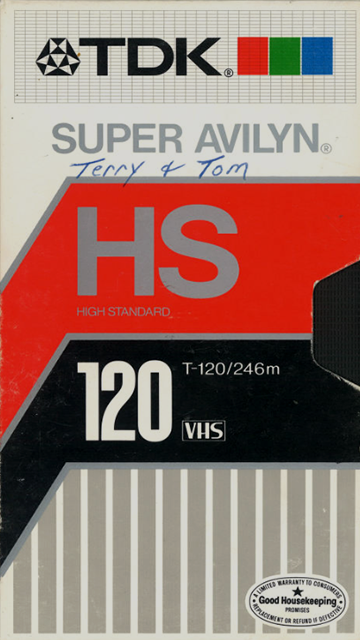 TDK®
SUPER AVILYN®
Terry & Tom
HS
HIGH STANDARD
120
T-120/246m
VHS
A LIMITED WARRANTY TO CONSUMERS
Good Housekeeping
PROMISES
REPLACEMENT OR REFUND IF DEFECTIVE